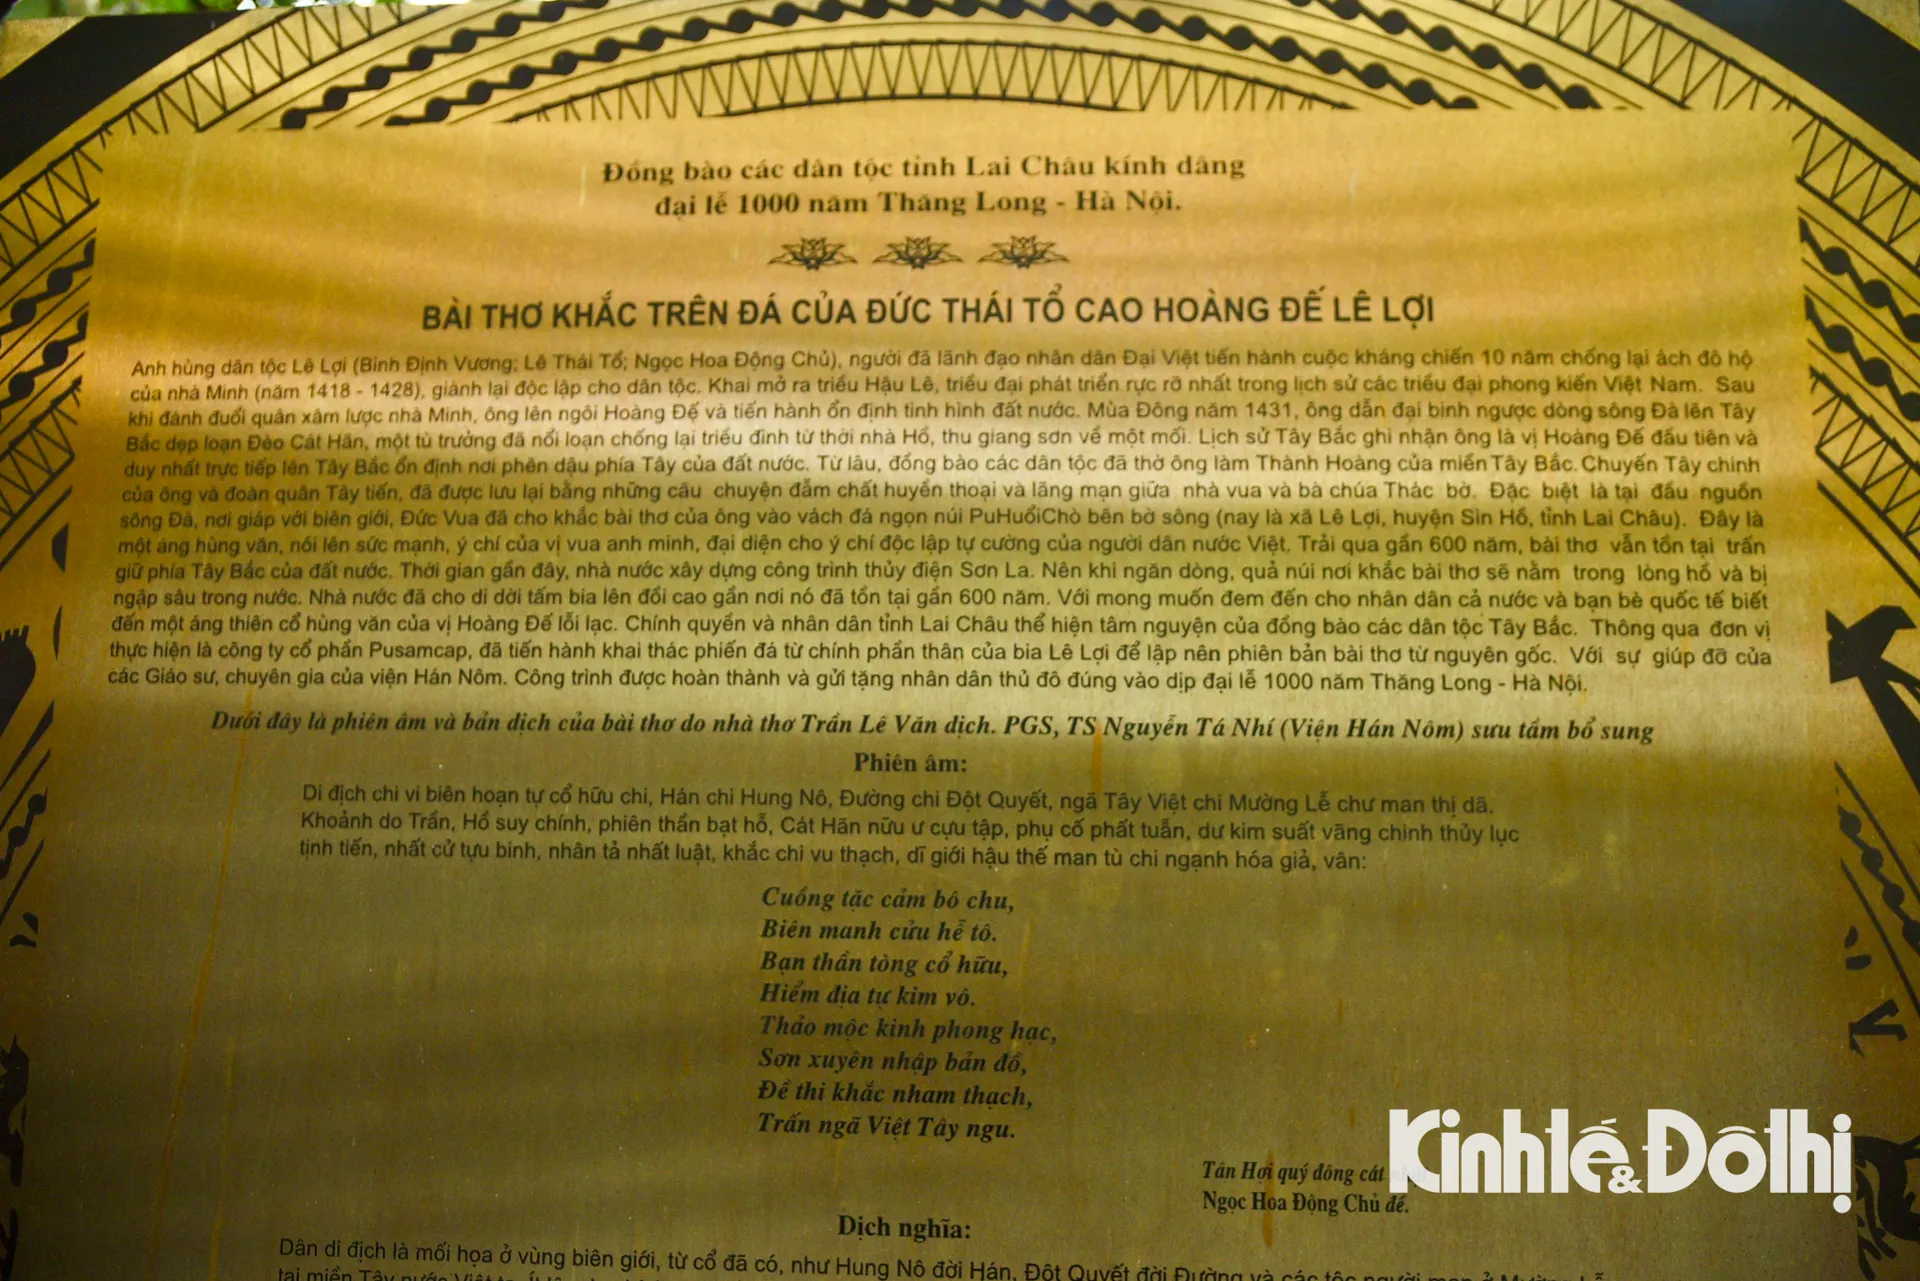 Đồng bào các dân tộc tỉnh Lai Châu kính dâng
đại lễ 1000 năm Thăng Long - Hà Nội.
BÀI THƠ KHẮC TRÊN ĐÁ CỦA ĐỨC THÁI TỔ CAO HOÀNG ĐẾ LÊ LỢI
Anh hùng dân tộc Lê Lợi (Bình Định Vương; Lê Thái Tổ; Ngọc Hoa Động Chủ), người đã lãnh đạo nhân dân Đại Việt tiến hành cuộc kháng chiến 10 năm chống lại ách đô hộ
của nhà Minh (năm 1418 - 1428), giành lại độc lập cho dân tộc. Khai mở ra triều Hậu Lê, triều đại phát triển rực rỡ nhất trong lịch sử các triều đại phong kiến Việt Nam. Sau
khi đánh đuổi quân xâm lược nhà Minh, ông lên ngôi Hoàng Đế và tiến hành ổn định tình hình đất nước. Mùa Đông năm 1431, ông dẫn đại binh ngược dòng sông Đà lên Tây
Bắc dẹp loạn Đèo Cát Hãn, một tù trưởng đã nổi loạn chống lại triều đình từ thời nhà Hồ, thu giang sơn về một mối. Lịch sử Tây Bắc ghi nhận ông là vị Hoàng Đế đầu tiên và
duy nhất trực tiếp lên Tây Bắc ổn định nơi phên dậu phía Tây của đất nước. Từ lâu, đồng bào các dân tộc đã thờ ông làm Thành Hoàng của miền Tây Bắc. Chuyến Tây chinh
của ông và đoàn quân Tây tiến, đã được lưu lại bằng những câu chuyện đẫm chất huyền thoại và lãng mạn giữa nhà vua và bà chúa Thác bờ. Đặc biệt là tại đầu nguồn
sông Đà, nơi giáp với biên giới, Đức Vua đã cho khắc bài thơ của ông vào vách đá ngọn núi PuHuổiChò bên bờ sông (nay là xã Lê Lợi, huyện Sìn Hồ, tỉnh Lai Châu). Đây là
một áng hùng văn, nói lên sức mạnh, ý chí của vị vua anh minh, đại diện cho ý chí độc lập tự cường của người dân nước Việt. Trải qua gần 600 năm, bài thơ vẫn tồn tại trấn
giữ phía Tây Bắc của đất nước. Thời gian gần đây, nhà nước xây dựng công trình thủy điện Sơn La. Nên khi ngăn dòng, quả núi nơi khắc bài thơ sẽ nằm trong lòng hồ và bị
ngập sâu trong nước. Nhà nước đã cho di dời tấm bia lên đồi cao gần nơi nó đã tồn tại gần 600 năm. Với mong muốn đem đến cho nhân dân cả nước và bạn bè quốc tế biết
đến một áng thiên cổ hùng văn của vị Hoàng Đế lỗi lạc. Chính quyền và nhân dân tỉnh Lai Châu thể hiện tâm nguyện của đồng bào các dân tộc Tây Bắc. Thông qua đơn vị
thực hiện là công ty cổ phần Pusamcap, đã tiến hành khai thác phiến đá từ chính phần thân của bia Lê Lợi để lập nên phiên bản bài thơ từ nguyên gốc. Với sự giúp đỡ của
các Giáo sư, chuyên gia của viện Hán Nôm. Công trình được hoàn thành và gửi tặng nhân dân thủ đô đúng vào dịp đại lễ 1000 năm Thăng Long - Hà Nội.
Dưới đây là phiên âm và bản dịch của bài thơ do nhà thơ Trần Lê Văn dịch. PGS, TS Nguyễn Tá Nhí (Viện Hán Nôm) sưu tầm bổ sung
Phiên âm:
Di địch chi vi biên hoạn tự cổ hữu chi, Hán chi Hung Nô, Đường chi Đột Quyết, ngã Tây Việt chi Mường Lễ chư man thị dã.
Khoảnh do Trần, Hồ suy chính, phiên thần bạt hỗ, Cát Hãn nữu ư cựu tập, phụ cố phất tuẫn, dư kim suất vãng chinh thủy lục
tịnh tiến, nhất cử tựu binh, nhân tả nhất luật, khắc chi vu thạch, dĩ giới hậu thế man tù chi ngạnh hóa giả, vân:
Cuồng tặc cảm bô chu,
Biên manh cửu hễ tô.
Bạn thần tòng cổ hữu,
Hiểm địa tự kim vô.
Thảo mộc kinh phong hạc,
Sơn xuyên nhập bản đồ,
Đề thi khắc nham thạch,
Trấn ngã Việt Tây ngu.
Tân Hợi quý đông cát
Ngọc Hoa Động Chủ đề.
Kinhtế & Đôthị
Dịch nghĩa:
Dân di địch là mối họa ở vùng biên giới, từ cổ đã có, như Hung Nô đời Hán, Đột Quyết đời Đường và các tộc người man ở Mường Lễ
tại miền Tây nước Việt ta.